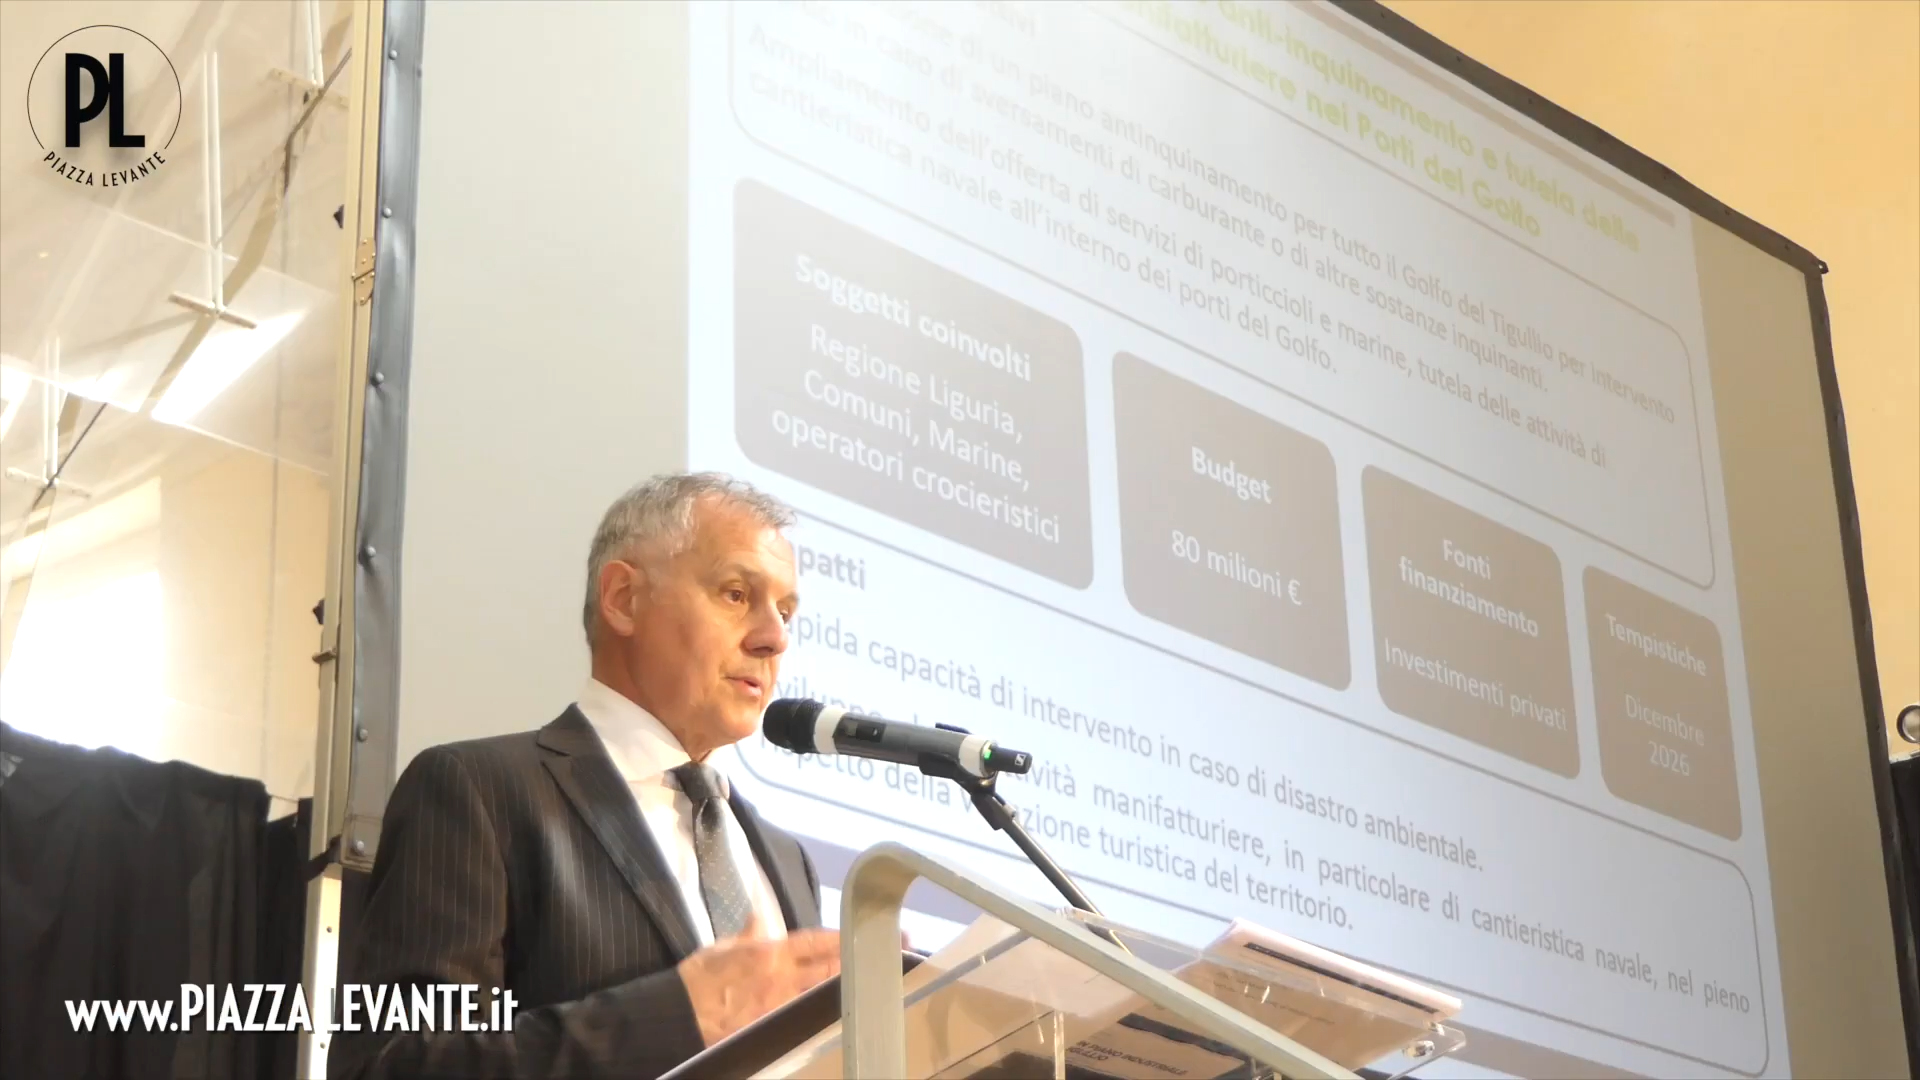 PL
PIAZZA LEVANTE
anti-inquinamento e tutela delle
nei Porti del Golfo
di un piano antinquinamento per tutto il Golfo del Tigullio per intervento
in caso di sversamenti di carburante o di altre sostanze inquinanti.
Ampliamento dell'offerta di servizi di porticcioli e marine, tutela delle attività di
cantieristica navale all'interno dei porti del Golfo.
Soggetti coinvolti
Regione Liguria,
Comuni, Marine,
operatori crocieristici
Budget
80 milioni €
Fonti
finanziamento
Investimenti privati
Tempistiche
Dicembre
2026
patti
apida capacità di intervento in caso di disastro ambientale.
manifatturiere, in particolare di cantieristica navale, nel pieno
della turistica del territorio.
www.PIAZZALEVANTE.it